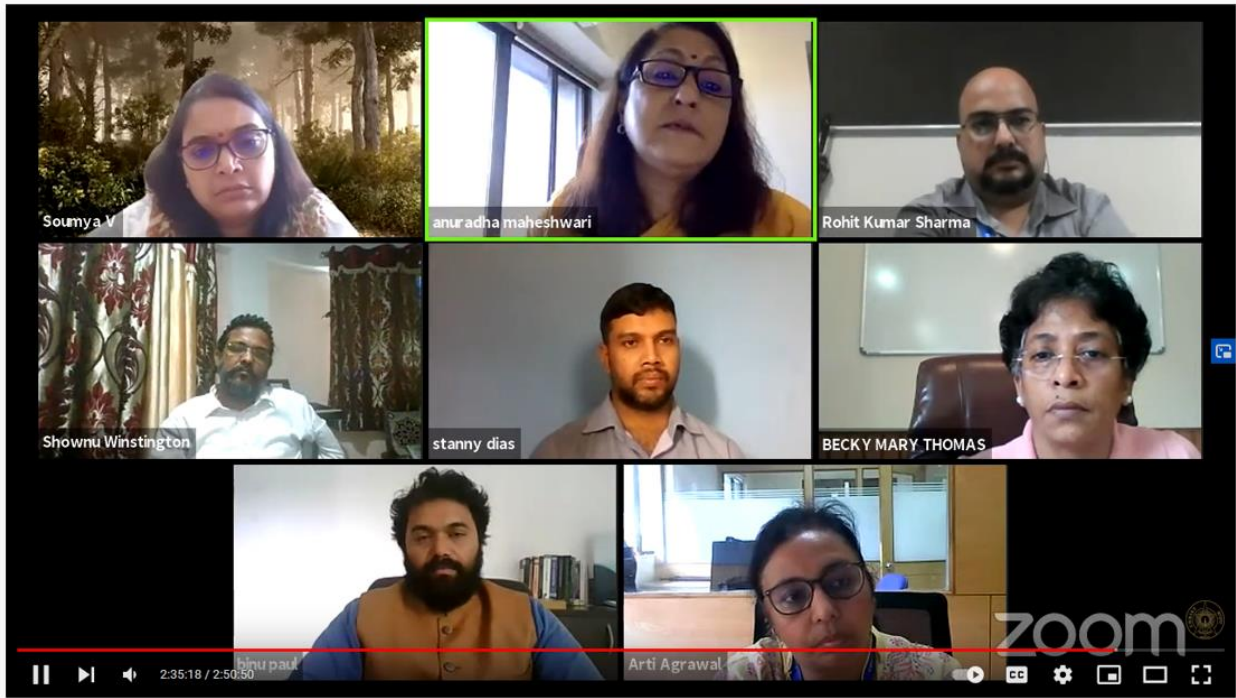 Soumya V
anuradha maheshwari
Rohit Kumar Sharma
Shownu Winstington
stanny dias
BECKY MARY THOMAS
binu paul
Arti Agrawal
zoom
2:35:18 / 2:50:50
CC